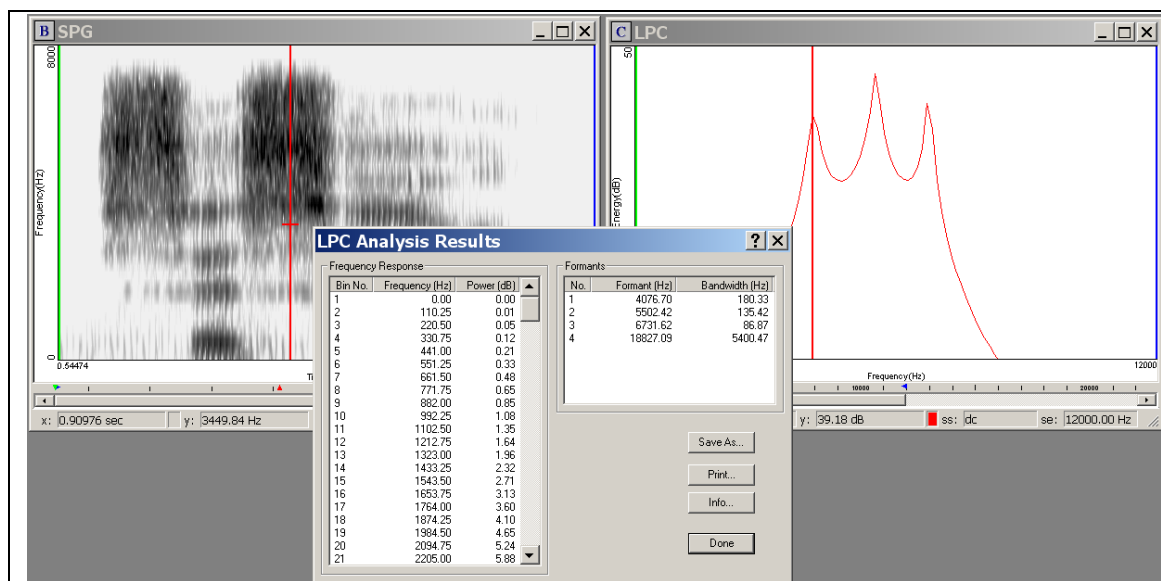 B SPG
8000
Frequency(Hz)
0
0.54474
Ti
x: 0.90976 sec y: 3449.84 Hz
C LPC
50
Energy(dB)
12000
Frequency(Hz)
10000 20000
y: 39.18 dB ss: dc se: 12000.00 Hz
LPC Analysis Results
Frequency Response
Bin No. Frequency (Hz) Power (dB)
1 0.00 0.00
2 110.25 0.01
3 220.50 0.05
4 330.75 0.12
5 441.00 0.21
6 551.25 0.33
7 661.50 0.48
8 771.75 0.65
9 882.00 0.85
10 992.25 1.08
11 1102.50 1.35
12 1212.75 1.64
13 1323.00 1.96
14 1433.25 2.32
15 1543.50 2.71
16 1653.75 3.13
17 1764.00 3.60
18 1874.25 4.10
19 1984.50 4.65
20 2094.75 5.24
21 2205.00 5.88
Formants
No. Formant (Hz) Bandwidth (Hz)
1 4076.70 180.33
2 5502.42 135.42
3 6731.62 86.87
4 18827.09 5400.47
Save As...
Print...
Info...
Done